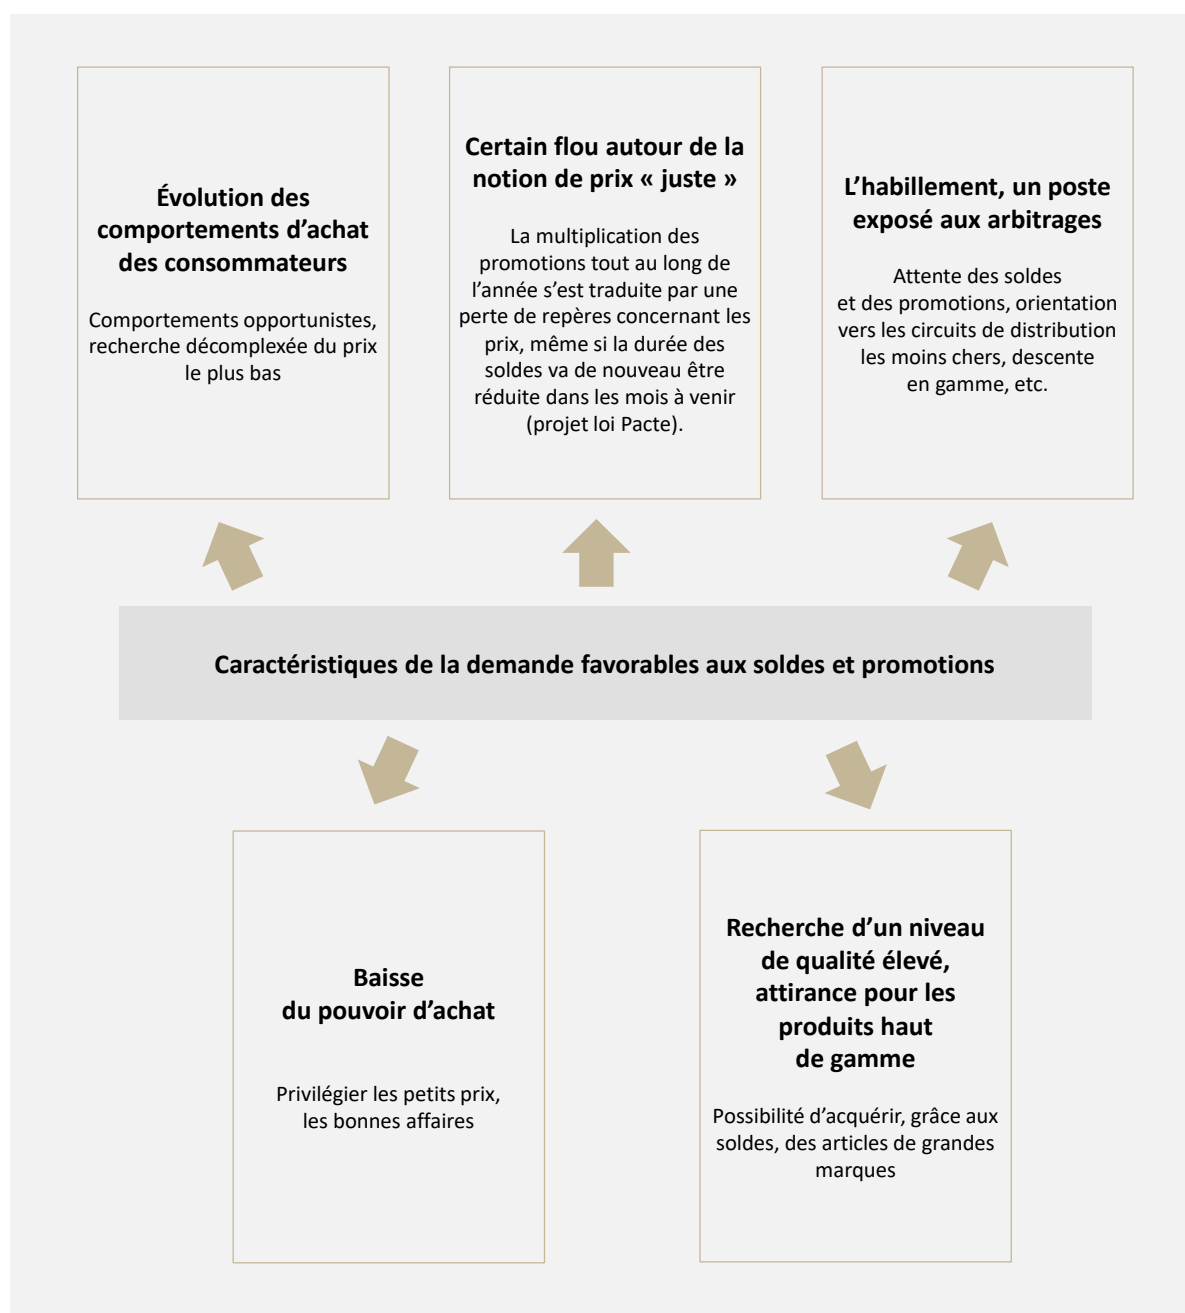 Évolution des
comportements d’achat
des consommateurs
Comportements opportunistes,
recherche décomplexée du prix
le plus bas
Certain flou autour de la
notion de prix « juste »
La multiplication des
promotions tout au long de
l’année s’est traduite par une
perte de repères concernant les
prix, même si la durée des
soldes va de nouveau être
réduite dans les mois à venir
(projet loi Pacte).
L’habillement, un poste
exposé aux arbitrages
Attente des soldes
et des promotions, orientation
vers les circuits de distribution
les moins chers, descente
en gamme, etc.
Caractéristiques de la demande favorables aux soldes et promotions
Baisse
du pouvoir d’achat
Privilégier les petits prix,
les bonnes affaires
Recherche d’un niveau
de qualité élevé,
attirance pour les
produits haut
de gamme
Possibilité d’acquérir, grâce aux
soldes, des articles de grandes
marques